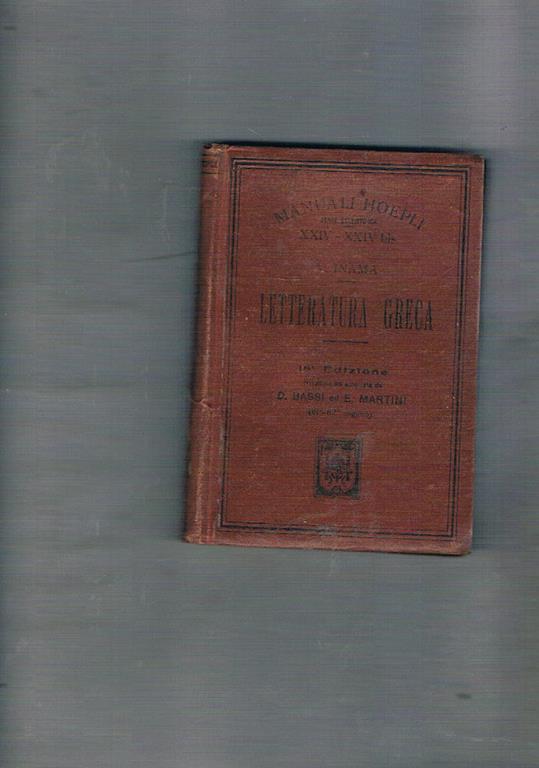 MANUALI HOEPLI
XXIV - XXIV bis
INAMA
LETTERATURA GRECA
Edizione
D. BASSI ed E. MARTINI